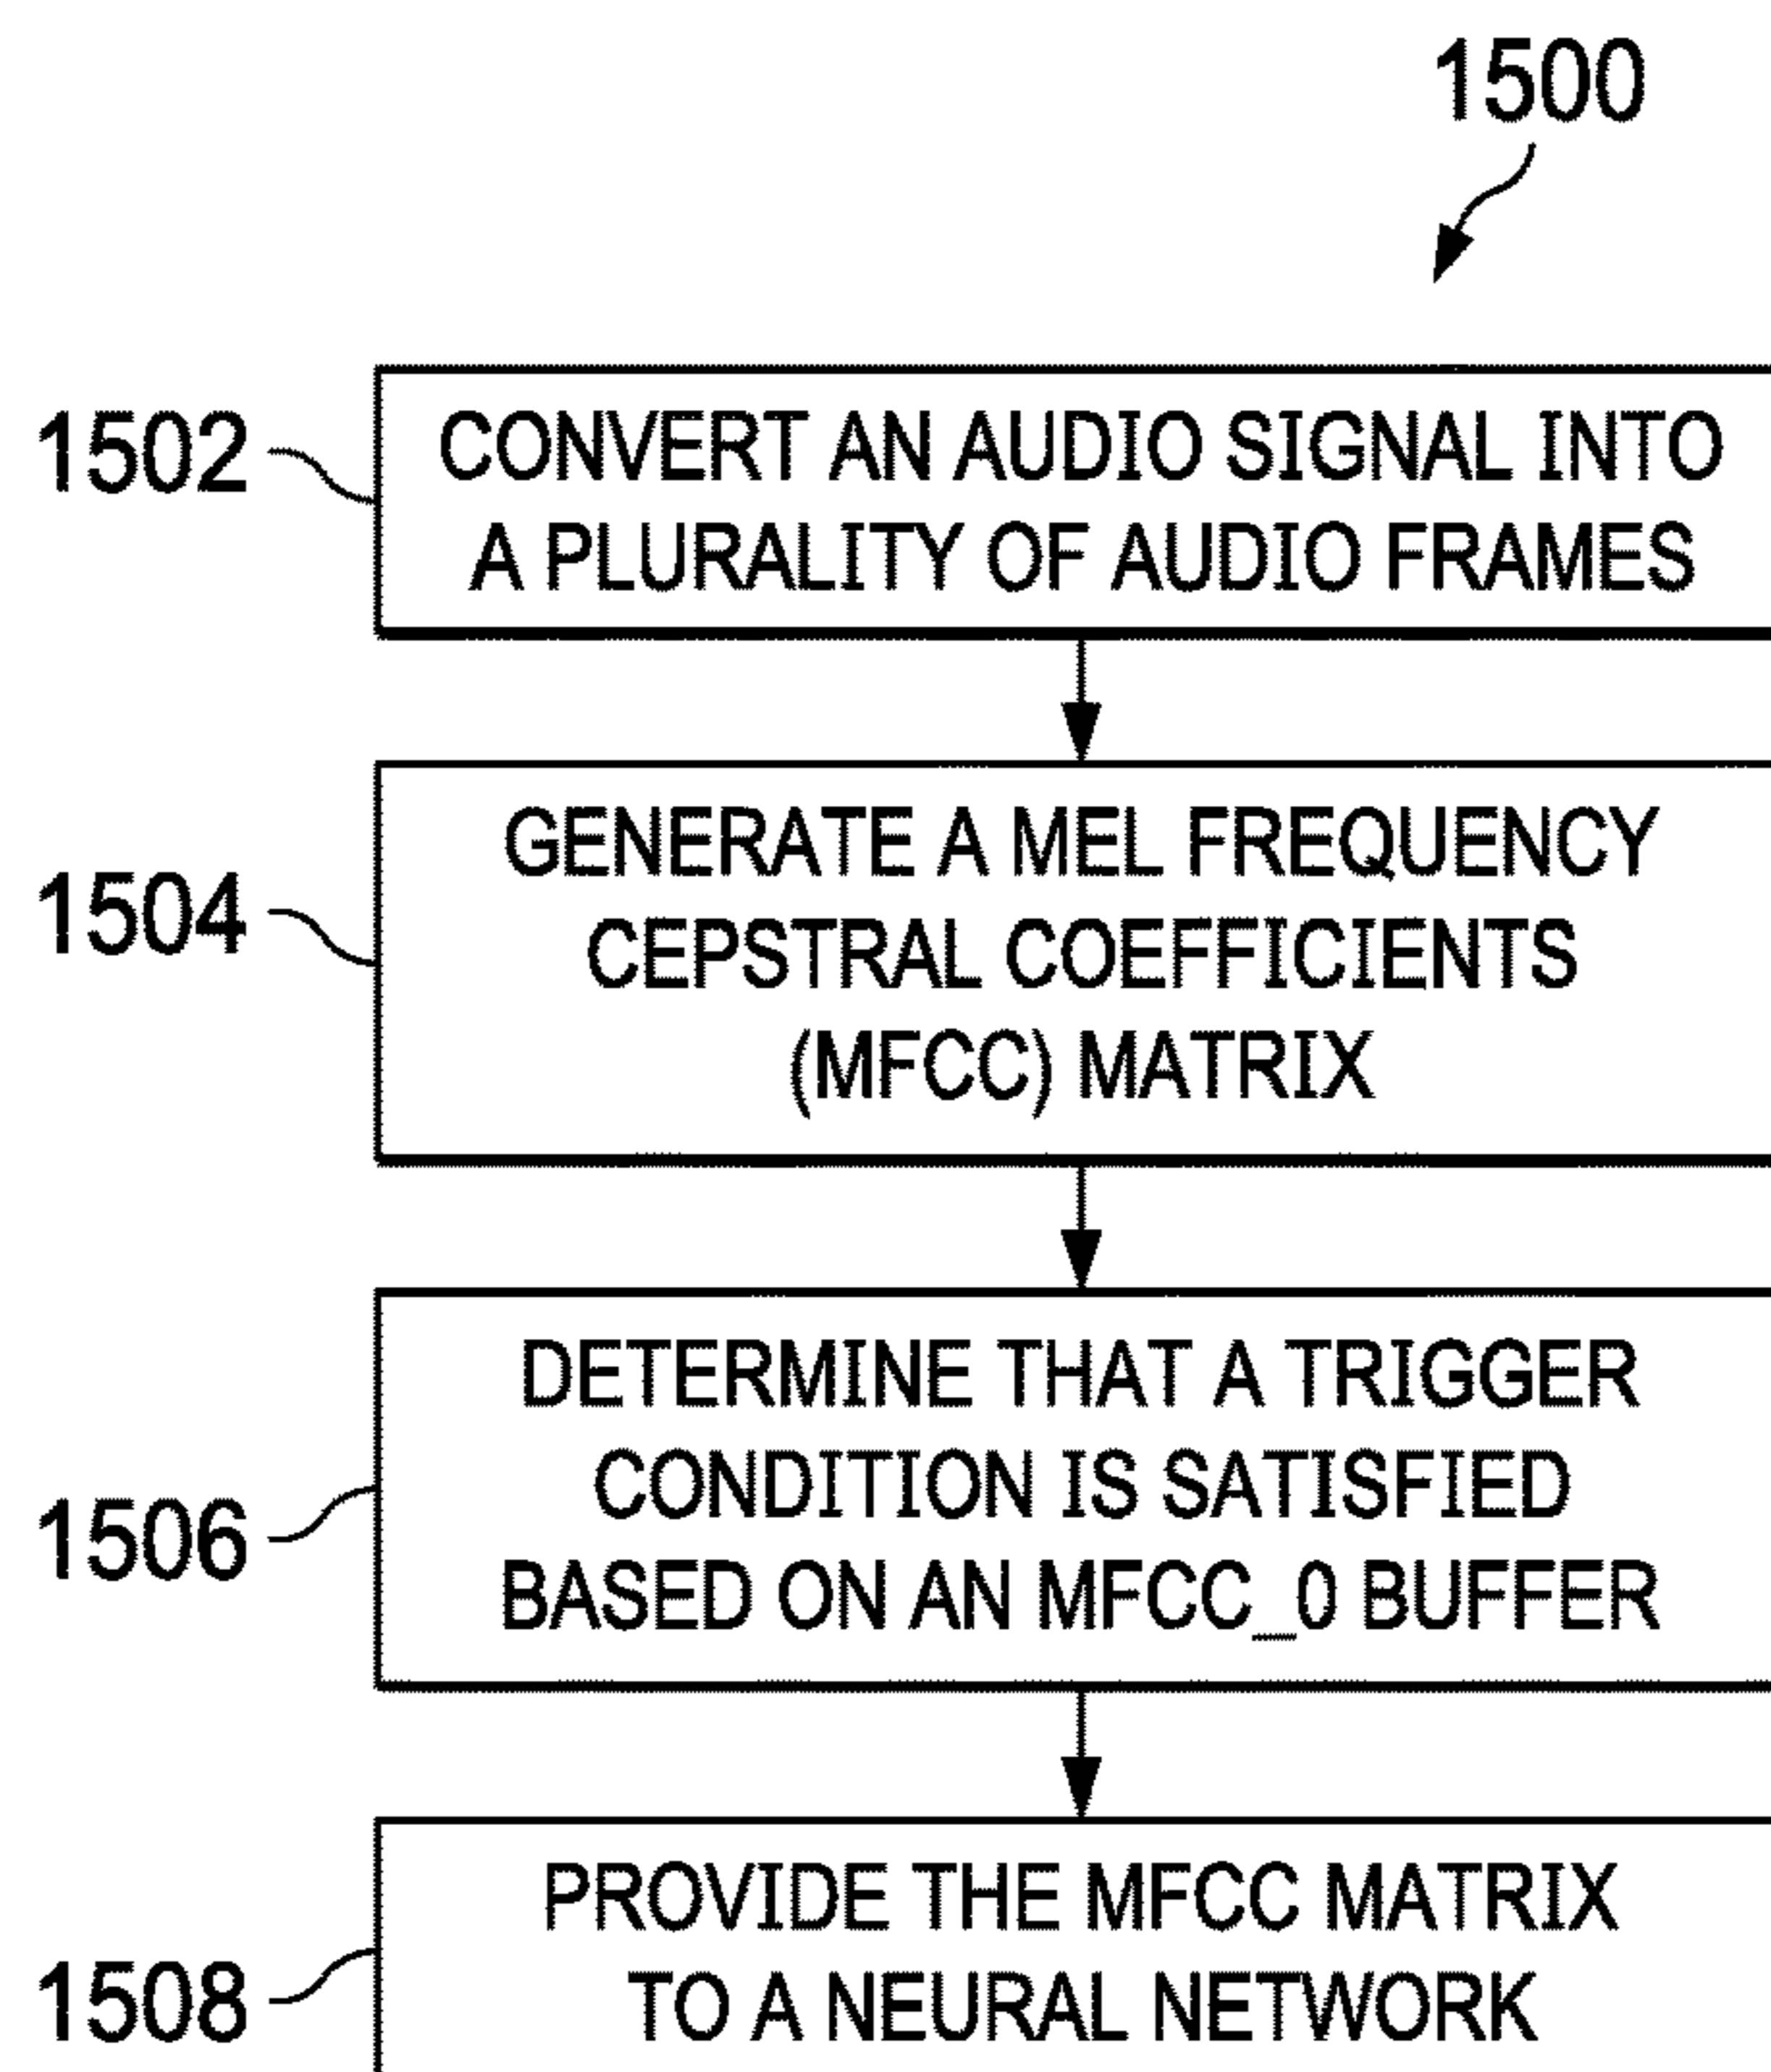 1500
1502
CONVERT AN AUDIO SIGNAL INTO
A PLURALITY OF AUDIO FRAMES
1504
GENERATE A MEL FREQUENCY
CEPSTRAL COEFFICIENTS
(MFCC) MATRIX
1506
DETERMINE THAT A TRIGGER
CONDITION IS SATISFIED
BASED ON AN MFCC_0 BUFFER
1508
PROVIDE THE MFCC MATRIX
TO A NEURAL NETWORK